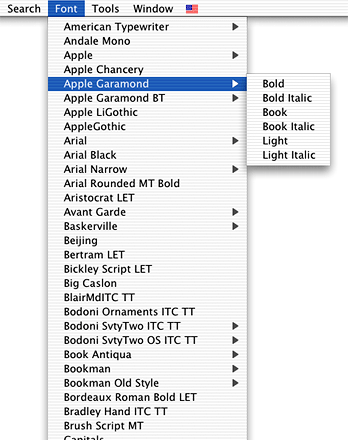 Search Font Tools Window
American Typewriter
Andale Mono
Apple
Apple Chancery
Apple Garamond
Bold
Apple Garamond BT
Bold Italic
Apple LiGothic
Book
AppleGothic
Book Italic
Arial
Light
Arial Black
Light Italic
Arial Narrow
Arial Rounded MT Bold
Aristocrat LET
Avant Garde
Baskerville
Beijing
Bertram LET
Bickley Script LET
Big Caslon
BlairMdITC TT
Bodoni Ornaments ITC TT
Bodoni SvtyTwo ITC TT
Bodoni SvtyTwo OS ITC TT
Book Antiqua
Bookman
Bookman Old Style
Bordeaux Roman Bold LET
Bradley Hand ITC TT
Brush Script MT
Capitals